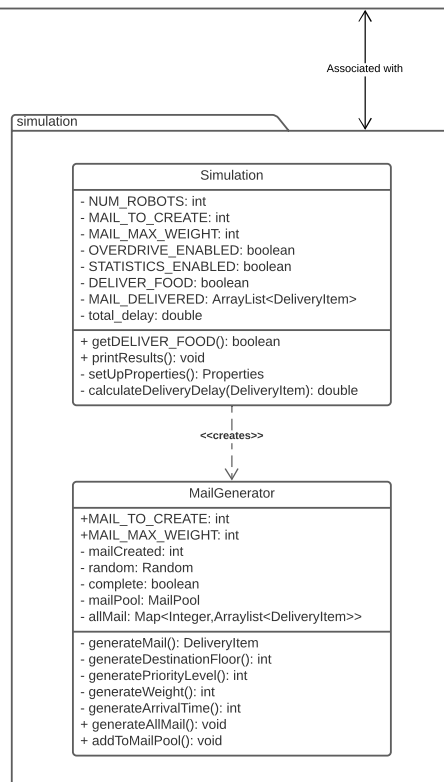 Associated with
simulation
Simulation
- NUM_ROBOTS: int
- MAIL_TO_CREATE: int
- MAIL_MAX_WEIGHT: int
- OVERDRIVE_ENABLED: boolean
- STATISTICS_ENABLED: boolean
- DELIVER_FOOD: boolean
- MAIL_DELIVERED: ArrayList<DeliveryItem>
- total_delay: double
+ getDELIVER_FOOD(): boolean
+ printResults(): void
- setUpProperties(): Properties
- calculateDeliveryDelay(DeliveryItem): double
<<creates>>
MailGenerator
+MAIL_TO_CREATE: int
+MAIL_MAX_WEIGHT: int
- mailCreated: int
- random: Random
- complete: boolean
- mailPool: MailPool
- allMail: Map<Integer,Arraylist<DeliveryItem>>
- generateMail(): DeliveryItem
- generateDestinationFloor(): int
- generatePriorityLevel(): int
- generateWeight(): int
- generateArrivalTime(): int
+ generateAllMail(): void
+ addToMailPool(): void